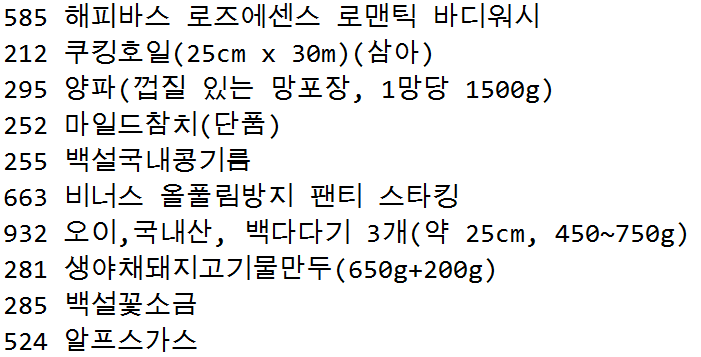 585 해피바스 로즈에센스 로맨틱 바디워시
212 쿠킹호일(25cm x 30m)(삼아)
295 양파(껍질 있는 망포장, 1망당 1500g)
252 마일드참치(단품)
255 백설국내콩기름
663 비너스 올풀림방지 팬티 스타킹
932 오이,국내산, 백다다기 3개(약 25cm, 450~750g)
281 생야채돼지고기물만두(650g+200g)
285 백설꽃소금
524 알프스가스